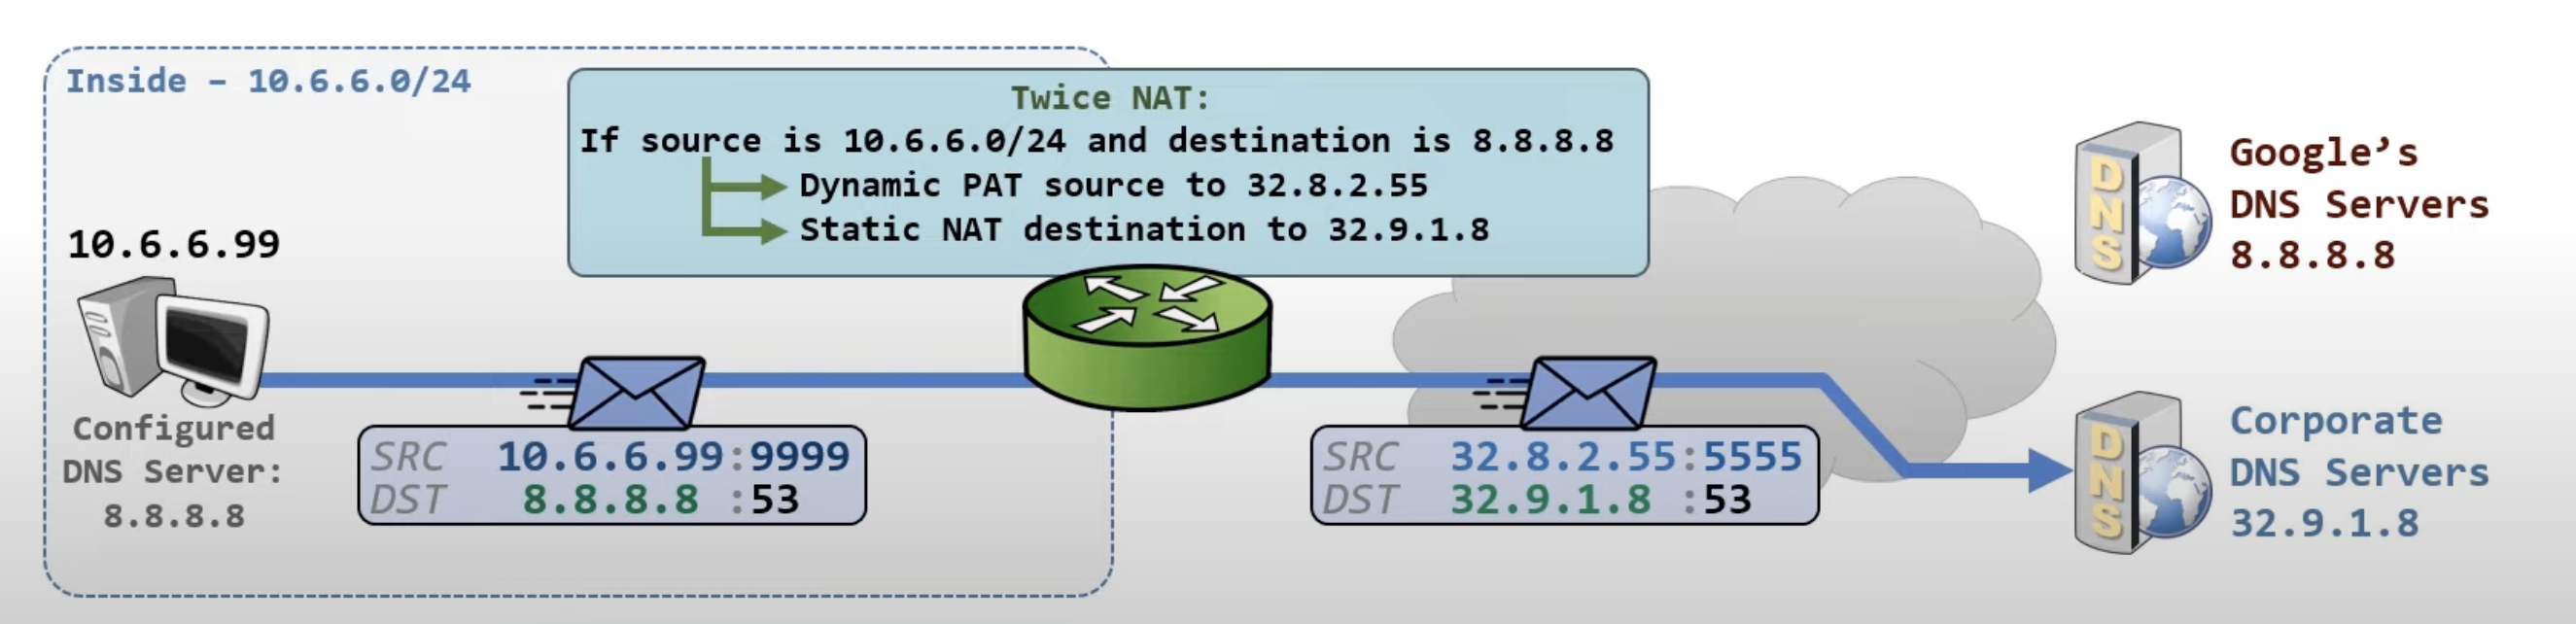 Inside – 10.6.6.0/24
Twice NAT:
If source is 10.6.6.0/24 and destination is 8.8.8.8
Dynamic PAT source to 32.8.2.55
Static NAT destination to 32.9.1.8
10.6.6.99
Configured
DNS Server:
8.8.8.8
SRC 10.6.6.99:9999
DST 8.8.8.8 :53
SRC 32.8.2.55:5555
DST 32.9.1.8 :53
DNS
Google’s
DNS Servers
8.8.8.8
DNS
Corporate
DNS Servers
32.9.1.8